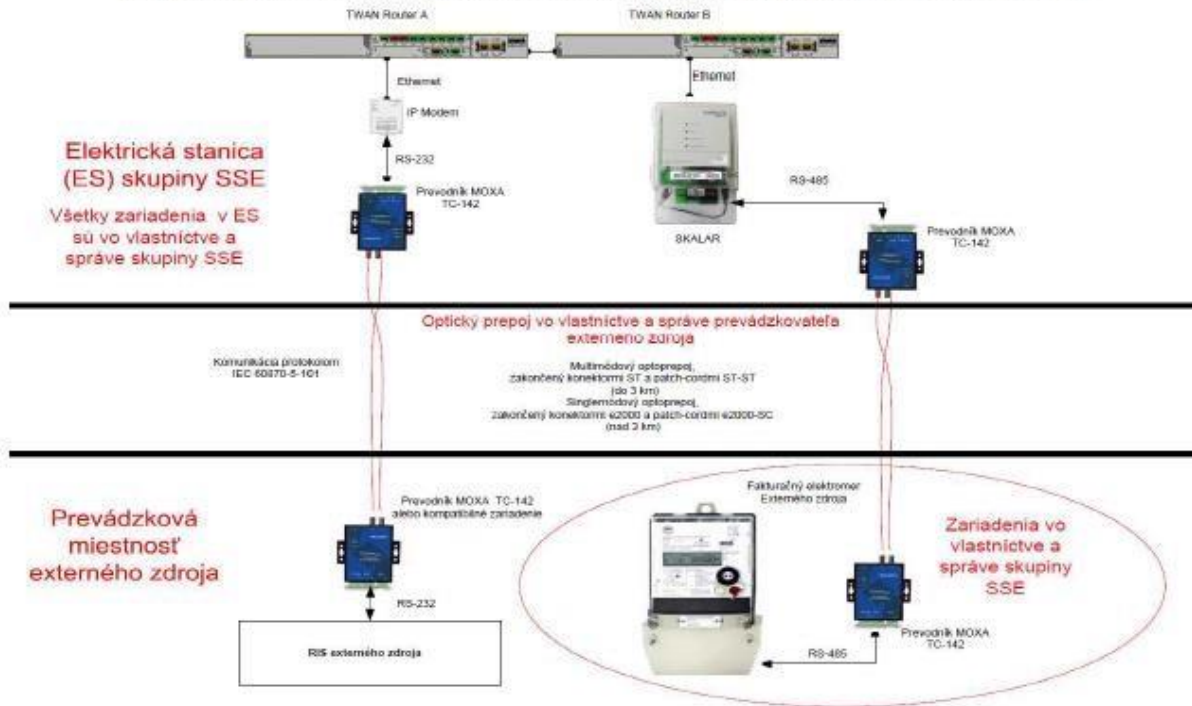 TWAN Router A
TWAN Router B
Ethernet
Ethernet
IP Modem
Elektrická stanica
(ES) skupiny SSE
RS-232
RS-485
Všetky zariadenia v ES
sú vo vlastníctve a
správe skupiny SSE
Prevodník MOXA
TC-142
SKALAR
Prevodník MOXA
TC-142
Optický prepoj vo vlastníctve a správe prevádzkovateľa
externého zdroja
Komunikácia protokolom
IEC 60870-5-101
Multimódový optoprepoj,
zakončený konektormi ST a patch-cordmi ST-ST
(do 3 km)
Singlemódový optoprepoj,
zakončený konektormi e2000 a patch-cordmi e2000-SC
(nad 3 km)
Prevádzková
miestnosť
externého zdroja
Prevodník MOXA TC-142
alebo kompatibilné zariadenie
Fakturačný elektromer
Externého zdroja
Zariadenia vo
vlastníctve a
správe skupiny
SSE
RS-232
RIS externého zdroja
RS-485
Prevodník MOXA
TC-142